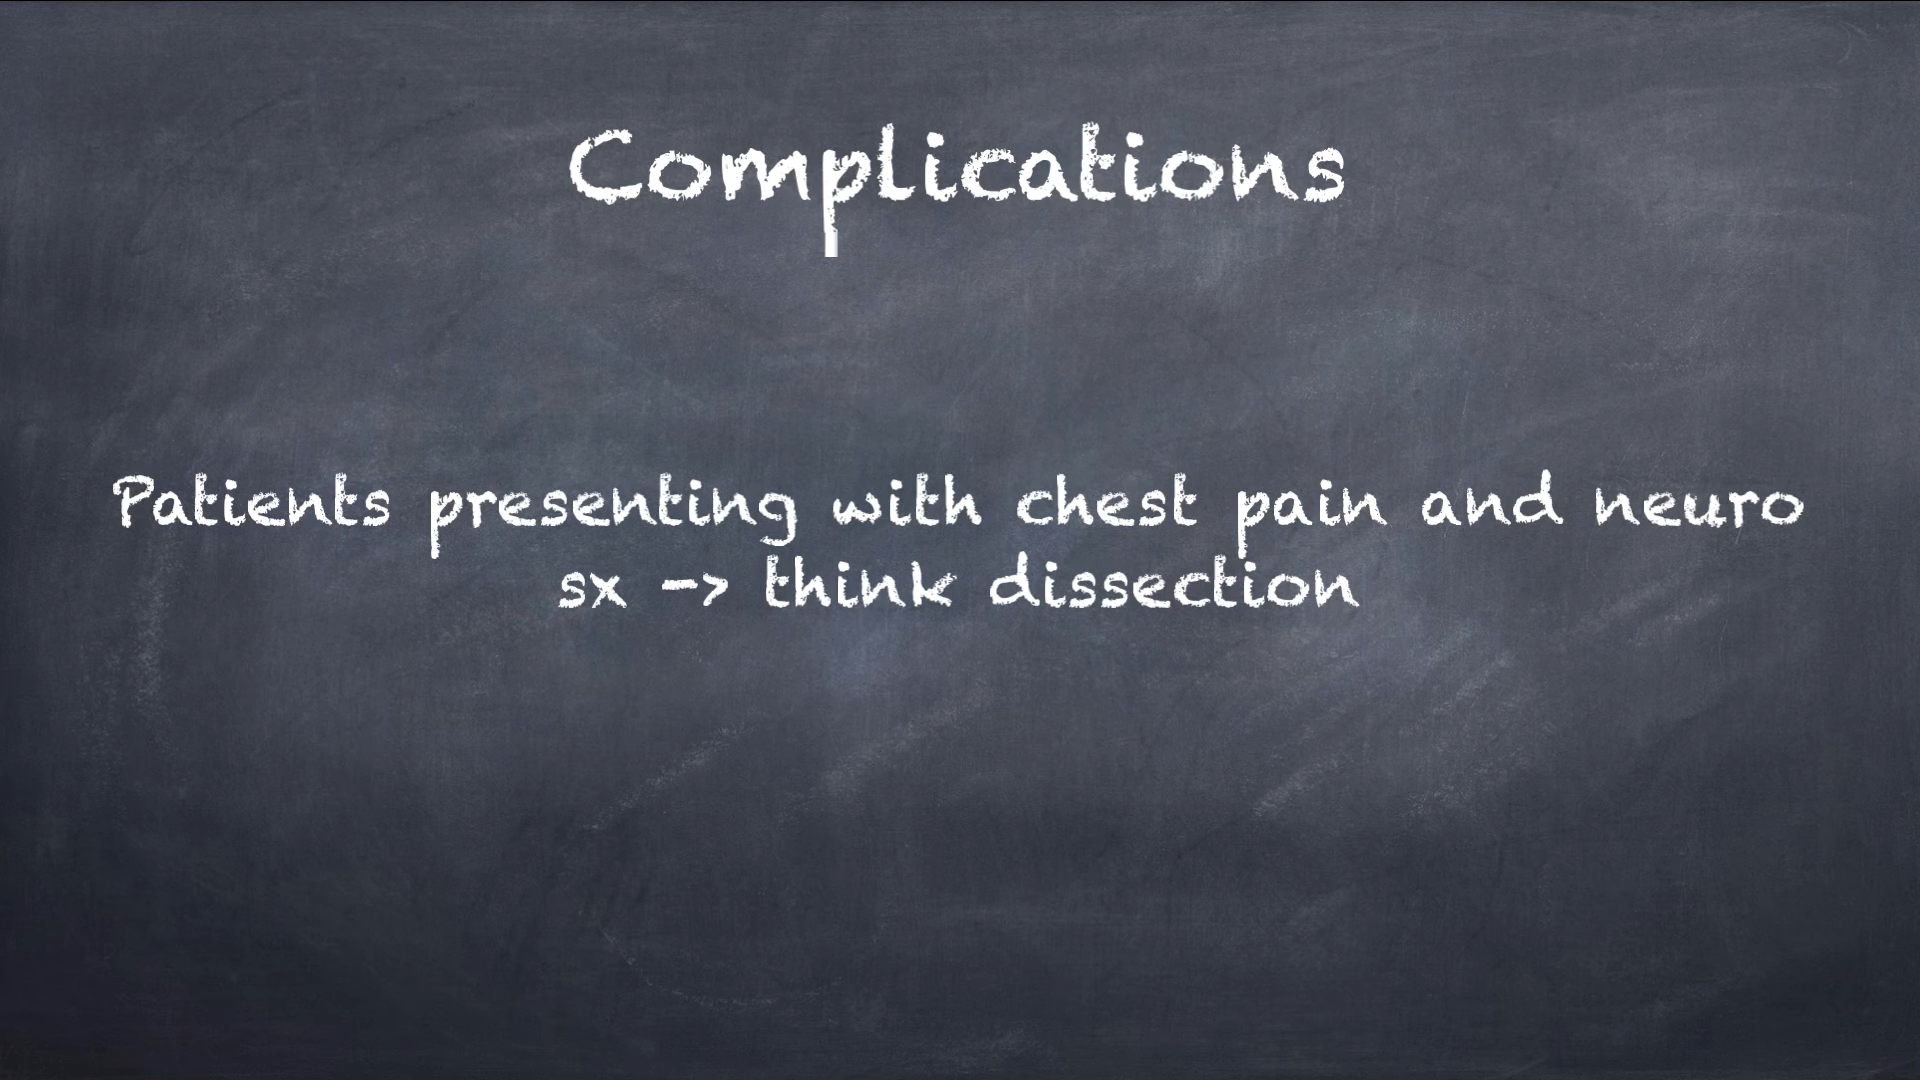 Complications
Patients presenting with chest pain and neuro
sx -> think dissection